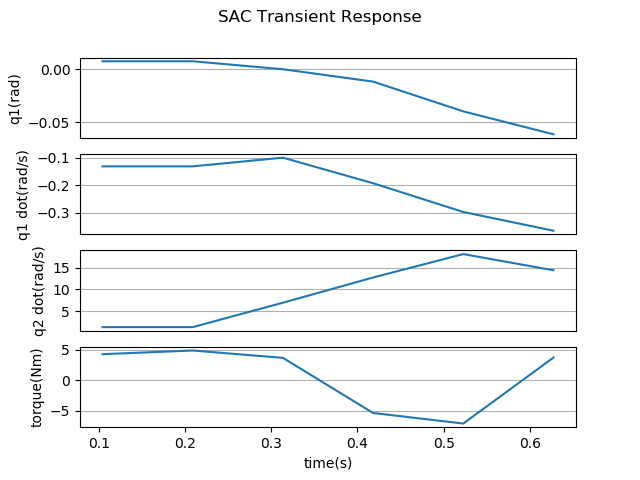 SAC Transient Response
0.00
−0.05
q1(rad)
−0.1
−0.2
−0.3
q1 dot(rad/s)
15
10
5
q2 dot(rad/s)
5
0
−5
torque(Nm)
0.1 0.2 0.3 0.4 0.5 0.6
time(s)